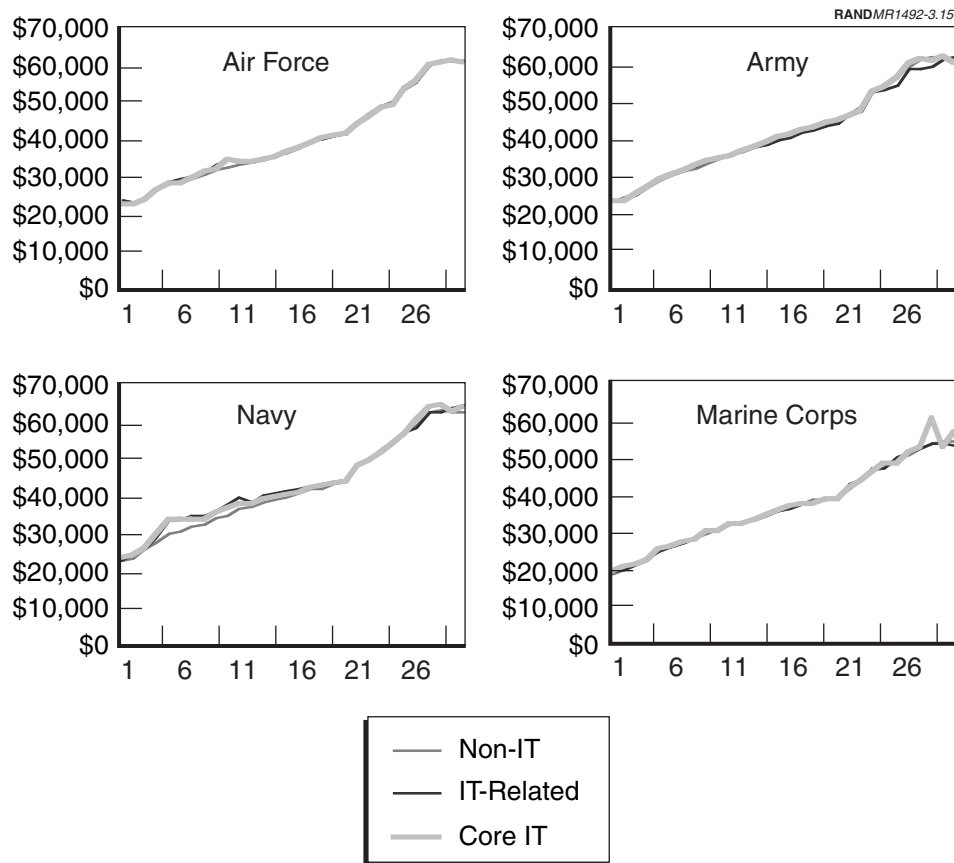 RANDMR1492-3.15
$70,000
$60,000
$50,000
$40,000
$30,000
$20,000
$10,000
$0
Air Force
1 6 11 16 21 26
$70,000
$60,000
$50,000
$40,000
$30,000
$20,000
$10,000
$0
Army
1 6 11 16 21 26
$70,000
$60,000
$50,000
$40,000
$30,000
$20,000
$10,000
$0
Navy
1 6 11 16 21 26
$70,000
$60,000
$50,000
$40,000
$30,000
$20,000
$10,000
$0
Marine Corps
1 6 11 16 21 26
Non-IT
IT-Related
Core IT